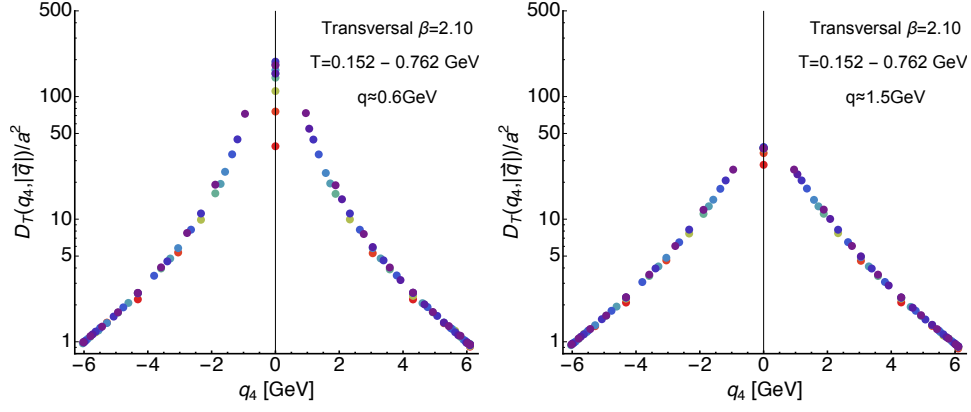 500
100
50
10
5
1
D_T(q_4,|q⃗|)/a^2
Transversal β=2.10
T=0.152 − 0.762 GeV
q≈0.6GeV
−6 −4 −2 0 2 4 6
q_4 [GeV]
500
100
50
10
5
1
D_T(q_4,|q⃗|)/a^2
Transversal β=2.10
T=0.152 − 0.762 GeV
q≈1.5GeV
−6 −4 −2 0 2 4 6
q_4 [GeV]